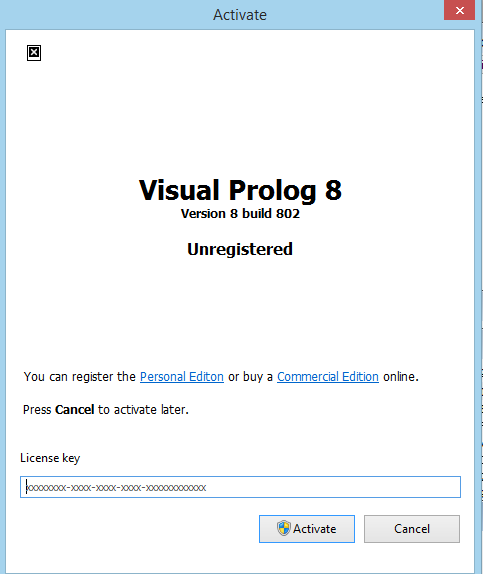 Activate
Visual Prolog 8
Version 8 build 802
Unregistered
You can register the Personal Editon or buy a Commercial Edition online.
Press Cancel to activate later.
License key
xxxxxxxx-xxxx-xxxx-xxxx-xxxxxxxxxxxx
Activate
Cancel